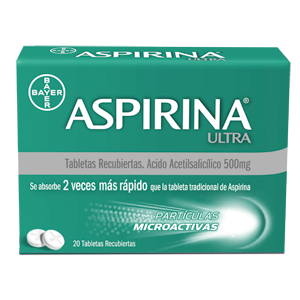 BAYER
BAYER
ASPIRINA®
ULTRA
Tabletas Recubiertas. Acido Acetilsalicílico 500mg
Se absorbe 2 veces más rápido que la tableta tradicional de Aspirina
PARTÍCULAS
MICROACTIVAS
20 Tabletas Recubiertas